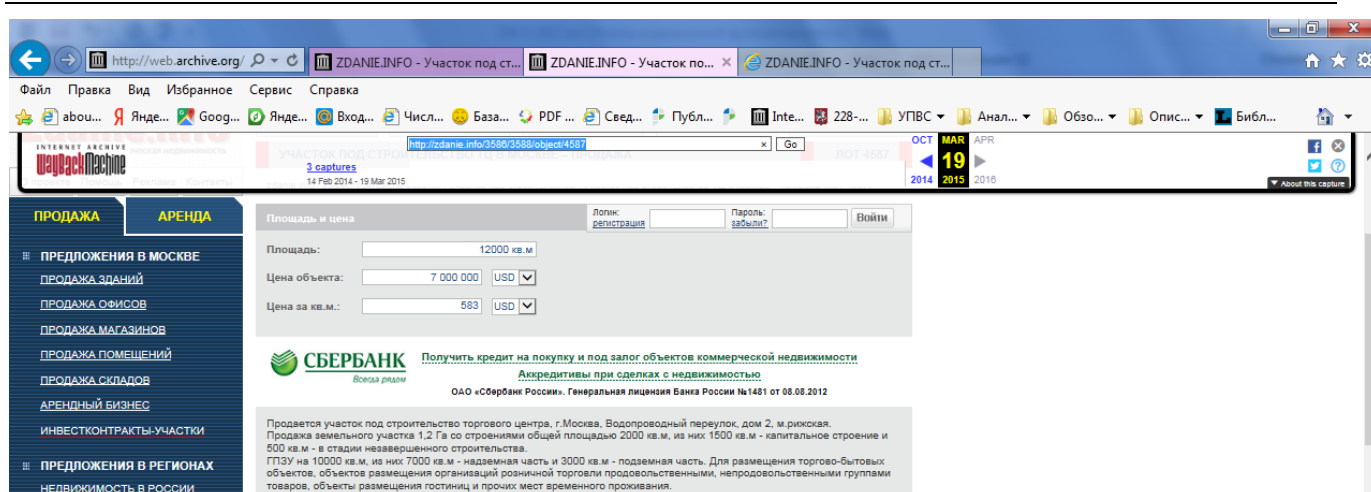 http://web.archive.org/
ZDANIE.INFO - Участок под ст...
ZDANIE.INFO - Участок по...
ZDANIE.INFO - Участок под ст...
Файл Правка Вид Избранное Сервис Справка
abou... Янде... Goog... Янде... Вход... Числ... База... PDF ... Свед... Публ... Inte... 228-... УПВС Анал... Обзо... Опис... Библ...
INTERNET ARCHIVE
WayBackMachine
УЧАСТОК ПОД СТРОИТЕЛЬСТВО ТЦ В МОСКВЕ - ПРОДАЖА ЛОТ 4587
http://zdanie.info/3586/3588/object/4587
Go
3 captures
14 Feb 2014 - 19 Mar 2015
OCT MAR APR
19
2014 2015 2016
About this capture
Помощь Реклама Контакты
ПРОДАЖА АРЕНДА
Площадь и цена
Логин:
регистрация
Пароль:
забыли?
Войти
Площадь: 12000 кв.м
Цена объекта: 7 000 000 USD
Цена за кв.м.: 583 USD
ПРЕДЛОЖЕНИЯ В МОСКВЕ
ПРОДАЖА ЗДАНИЙ
ПРОДАЖА ОФИСОВ
ПРОДАЖА МАГАЗИНОВ
ПРОДАЖА ПОМЕЩЕНИЙ
ПРОДАЖА СКЛАДОВ
АРЕНДНЫЙ БИЗНЕС
ИНВЕСТКОНТРАКТЫ-УЧАСТКИ
ПРЕДЛОЖЕНИЯ В РЕГИОНАХ
НЕДВИЖИМОСТЬ В РОССИИ
СБЕРБАНК
Всегда рядом
Получить кредит на покупку и под залог объектов коммерческой недвижимости
Аккредитивы при сделках с недвижимостью
ОАО «Сбербанк России». Генеральная лицензия Банка России №1481 от 08.08.2012
Продается участок под строительство торгового центра, г.Москва, Водопроводный переулок, дом 2, м.рижская.
Продажа земельного участка 1,2 Га со строениями общей площадью 2000 кв.м, из них 1500 кв.м - капитальное строение и
500 кв.м - в стадии незавершенного строительства.
ГПЗУ на 10000 кв.м, из них 7000 кв.м - надземная часть и 3000 кв.м - подземная часть. Для размещения торгово-бытовых
объектов, объектов размещения организаций розничной торговли продовольственными, непродовольственными группами
товаров, объекты размещения гостиниц и прочих мест временного проживания.